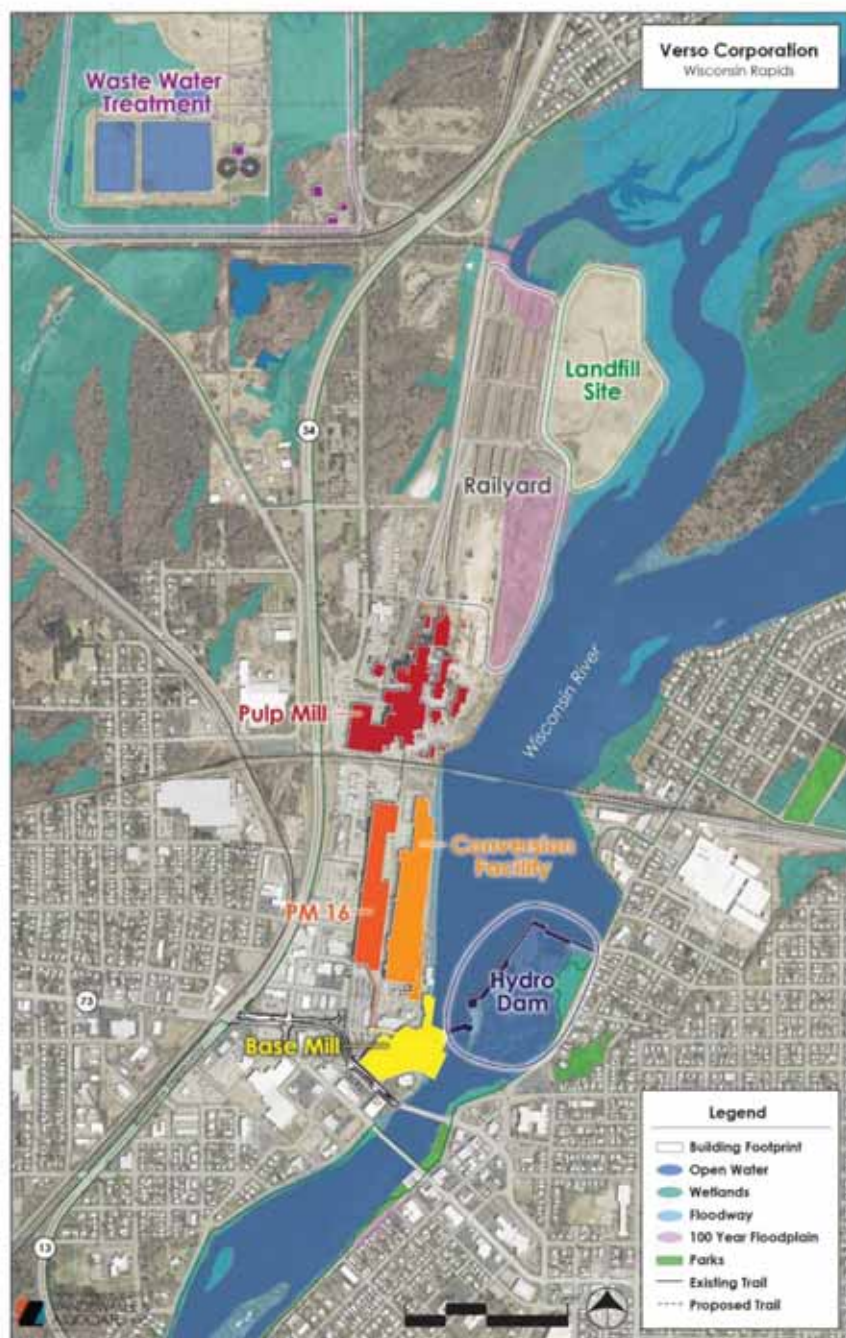 Verso Corporation
Wisconsin Rapids
Waste Water
Treatment
34
Landfill
Site
Railyard
Wisconsin River
Pulp Mill
Conversion
Facility
PM 16
Hydro
Dam
73
Base Mill
13
Legend
Building Footprint
Open Water
Wetlands
Floodway
100 Year Floodplain
Parks
Existing Trail
Proposed Trail